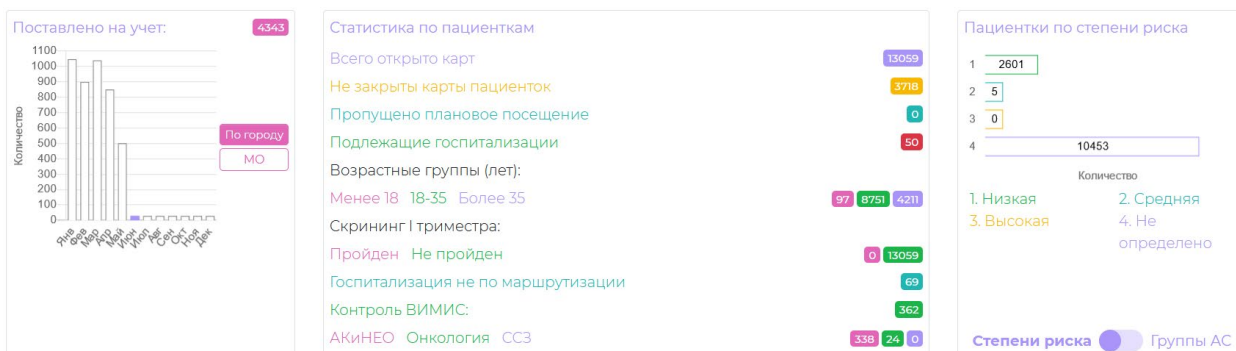 Поставлено на учет: 4343
1100
1000
900
800
700
600
500
400
300
200
100
0
Количество
Янв Фев Мар Апр Май Июн Июл Авг Сен Окт Ноя Дек
По городу
МО
Статистика по пациенткам
Всего открыто карт 13059
Не закрыты карты пациенток 3718
Пропущено плановое посещение 0
Подлежащие госпитализации 50
Возрастные группы (лет):
Менее 18 18-35 Более 35 97 8751 4211
Скрининг I триместра:
Пройден Не пройден 0 13059
Госпитализация не по маршрутизации 69
Контроль ВИМИС: 362
АКиНЕО Онкология ССЗ 338 24 0
Пациентки по степени риска
1 2601
2 5
3 0
4 10453
Количество
1. Низкая 2. Средняя
3. Высокая 4. Не
определено
Степени риска Группы АС